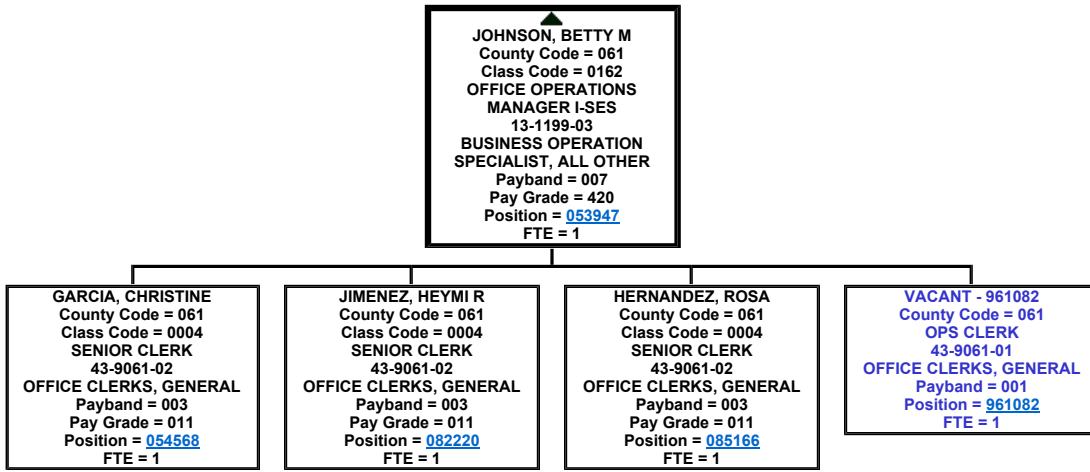 JOHNSON, BETTY M
County Code = 061
Class Code = 0162
OFFICE OPERATIONS
MANAGER I-SES
13-1199-03
BUSINESS OPERATION
SPECIALIST, ALL OTHER
Payband = 007
Pay Grade = 420
Position = 053947
FTE = 1
GARCIA, CHRISTINE
County Code = 061
Class Code = 0004
SENIOR CLERK
43-9061-02
OFFICE CLERKS, GENERAL
Payband = 003
Pay Grade = 011
Position = 054568
FTE = 1
JIMENEZ, HEYMI R
County Code = 061
Class Code = 0004
SENIOR CLERK
43-9061-02
OFFICE CLERKS, GENERAL
Payband = 003
Pay Grade = 011
Position = 082220
FTE = 1
HERNANDEZ, ROSA
County Code = 061
Class Code = 0004
SENIOR CLERK
43-9061-02
OFFICE CLERKS, GENERAL
Payband = 003
Pay Grade = 011
Position = 085166
FTE = 1
VACANT - 961082
County Code = 061
OPS CLERK
43-9061-01
OFFICE CLERKS, GENERAL
Payband = 001
Position = 961082
FTE = 1